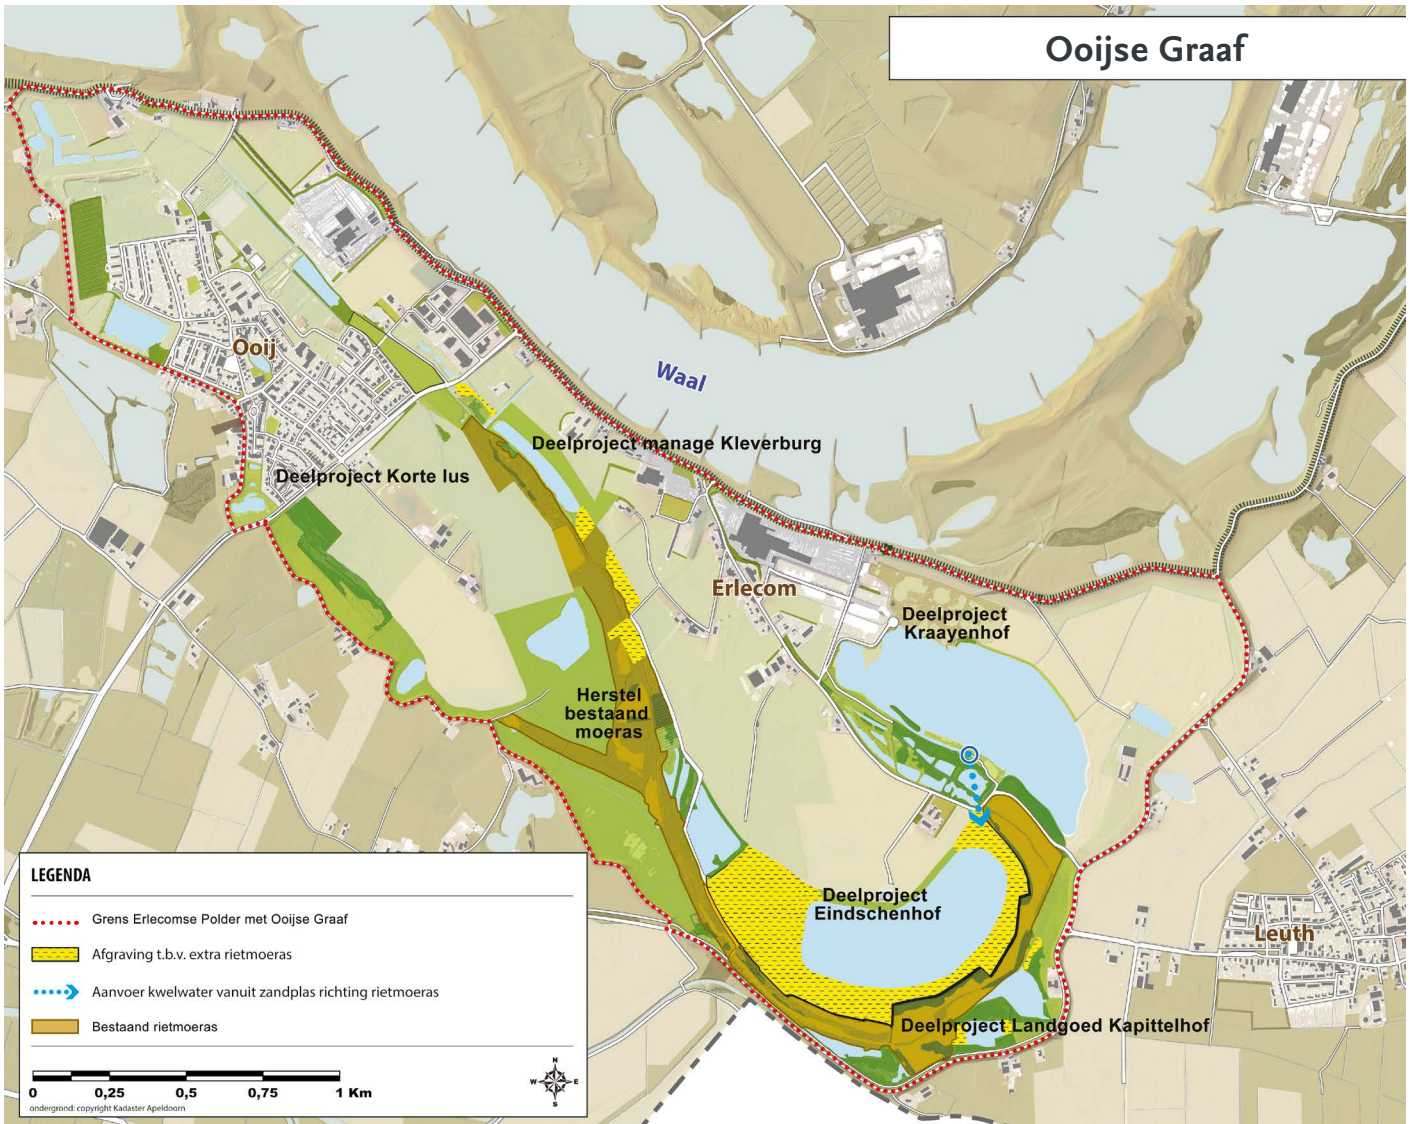 Ooijse Graaf
Ooij
Waal
Deelproject manage Kleverburg
Deelproject Korte lus
Erlecom
Deelproject
Kraayenhof
Herstel
bestaand
moeras
Deelproject
Eindschenhof
Leuth
Deelproject Landgoed Kapittelhof
LEGENDA
Grens Erlecomse Polder met Ooijse Graaf
Afgraving t.b.v. extra rietmoeras
Aanvoer kwelwater vanuit zandplas richting rietmoeras
Bestaand rietmoeras
N
W E
S
0 0,25 0,5 0,75 1 Km
ondergrond: copyright Kadaster Apeldoorn